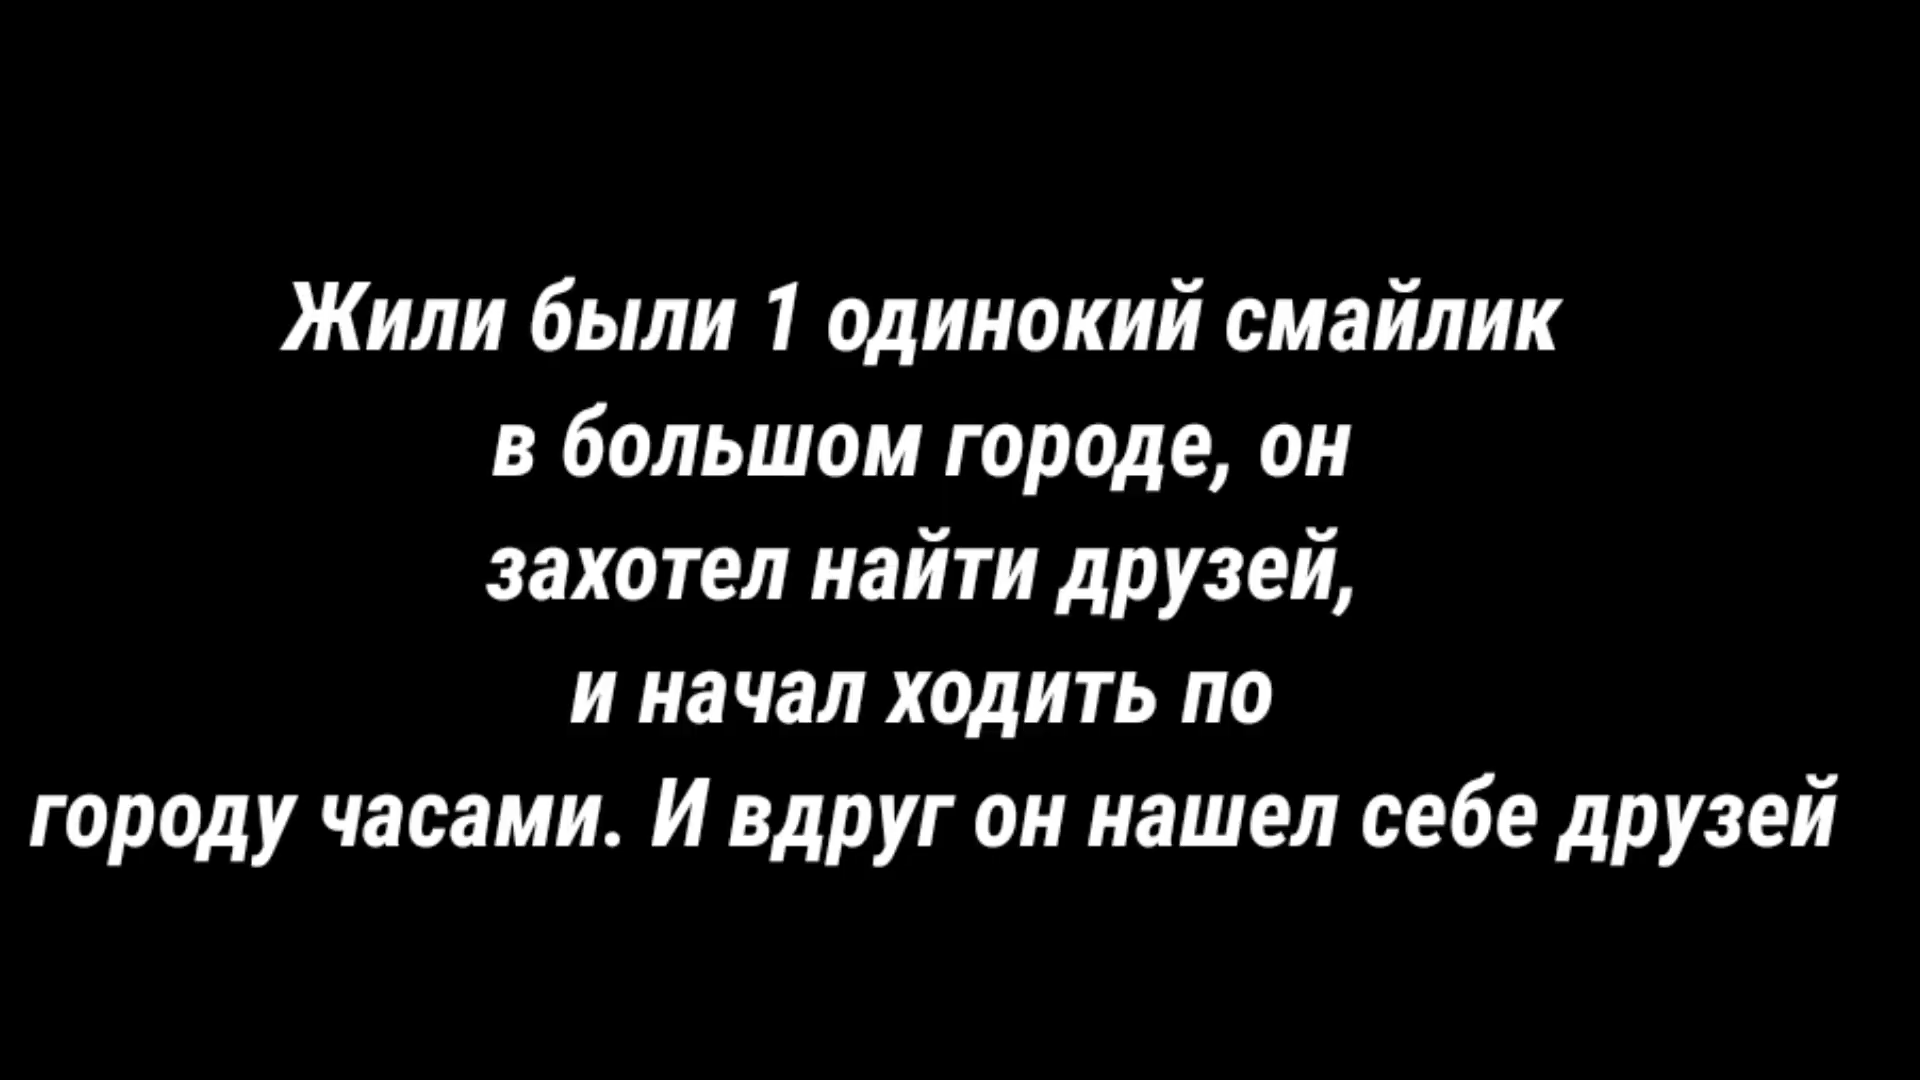 Жили были 1 одинокий смайлик
в большом городе, он
захотел найти друзей,
и начал ходить по
городу часами. И вдруг он нашел себе друзей